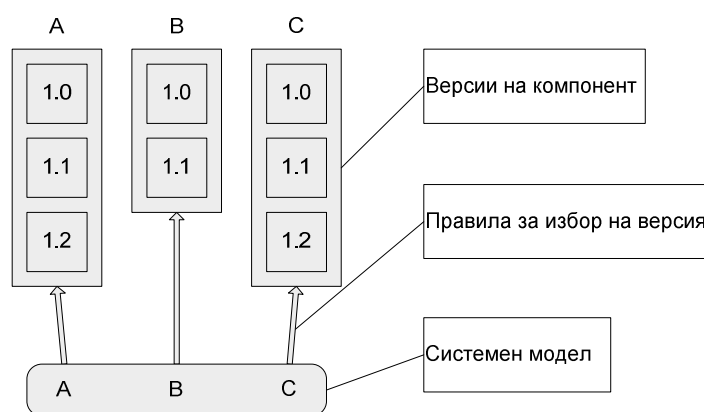 A B C
1.0 1.0 1.0
Версии на компонент
1.1 1.1 1.1
Правила за избор на версия
1.2 1.2
Системен модел
A B C